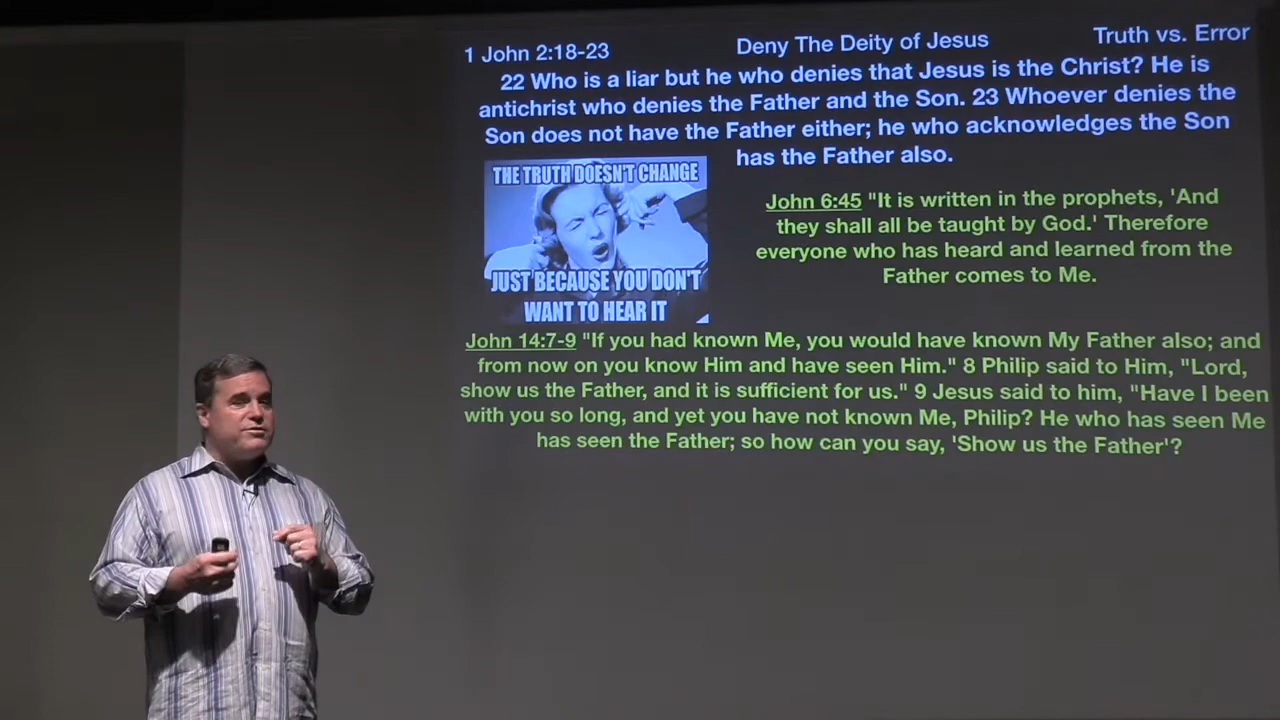 1 John 2:18-23 Deny The Deity of Jesus Truth vs. Error
22 Who is a liar but he who denies that Jesus is the Christ? He is
antichrist who denies the Father and the Son. 23 Whoever denies the
Son does not have the Father either; he who acknowledges the Son
has the Father also.
THE TRUTH DOESN'T CHANGE
JUST BECAUSE YOU DON'T
WANT TO HEAR IT
John 6:45 "It is written in the prophets, 'And
they shall all be taught by God.' Therefore
everyone who has heard and learned from the
Father comes to Me.
John 14:7-9 "If you had known Me, you would have known My Father also; and
from now on you know Him and have seen Him." 8 Philip said to Him, "Lord,
show us the Father, and it is sufficient for us." 9 Jesus said to him, "Have I been
with you so long, and yet you have not known Me, Philip? He who has seen Me
has seen the Father; so how can you say, 'Show us the Father'?